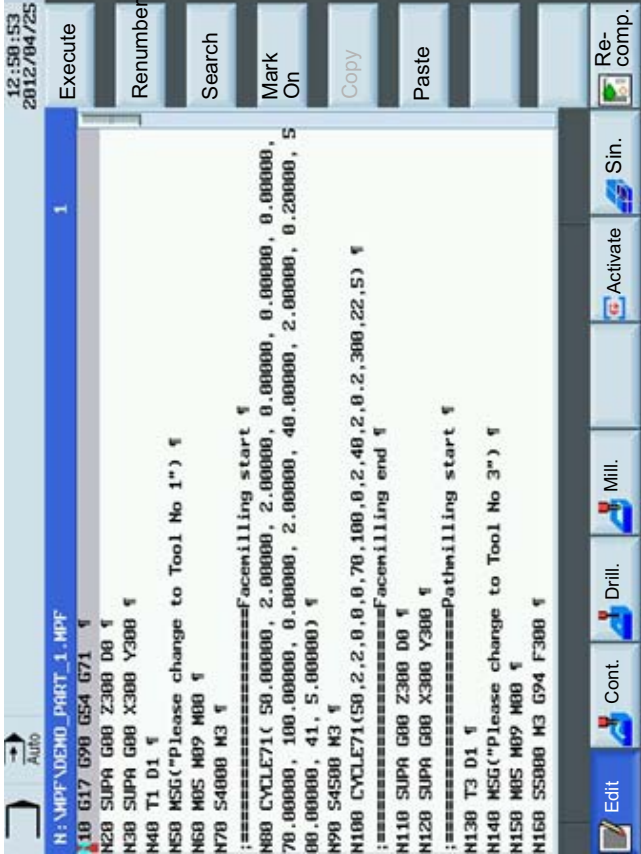 Auto
12:50:53
2012/04/25
N:\MPF\DEMO_PART_1.MPF 1
N10 G17 G90 G54 G71 ¶
N20 SUPA G00 Z300 D0 ¶
N30 SUPA G00 X300 Y300 ¶
N40 T1 D1 ¶
N50 MSG("Please change to Tool No 1") ¶
N60 M05 M09 M00 ¶
N70 S4000 M3 ¶
;=====================Facemilling start ¶
N80 CYCLE71( 50.00000, 2.00000, 2.00000, 0.00000, 0.00000, 0.00000,
70.00000, 100.00000, 0.00000, 2.00000, 40.00000, 2.00000, 0.20000, 5
00.00000, 41, 5.00000) ¶
N90 S4500 M3 ¶
N100 CYCLE71(50,2,2,0,0,0,70,100,0,2,40,2,0.2,300,22,5) ¶
;=====================Facemilling end ¶
N110 SUPA G00 Z300 D0 ¶
N120 SUPA G00 X300 Y300 ¶
;=====================Pathmilling start ¶
N130 T3 D1 ¶
N140 MSG("Please change to Tool No 3") ¶
N150 M05 M09 M00 ¶
N160 S5000 M3 G94 F300 ¶
Execute
Renumber
Search
Mark
On
Copy
Paste
Edit
Cont.
Drill.
Mill.
Activate
Sin.
Re-
comp.